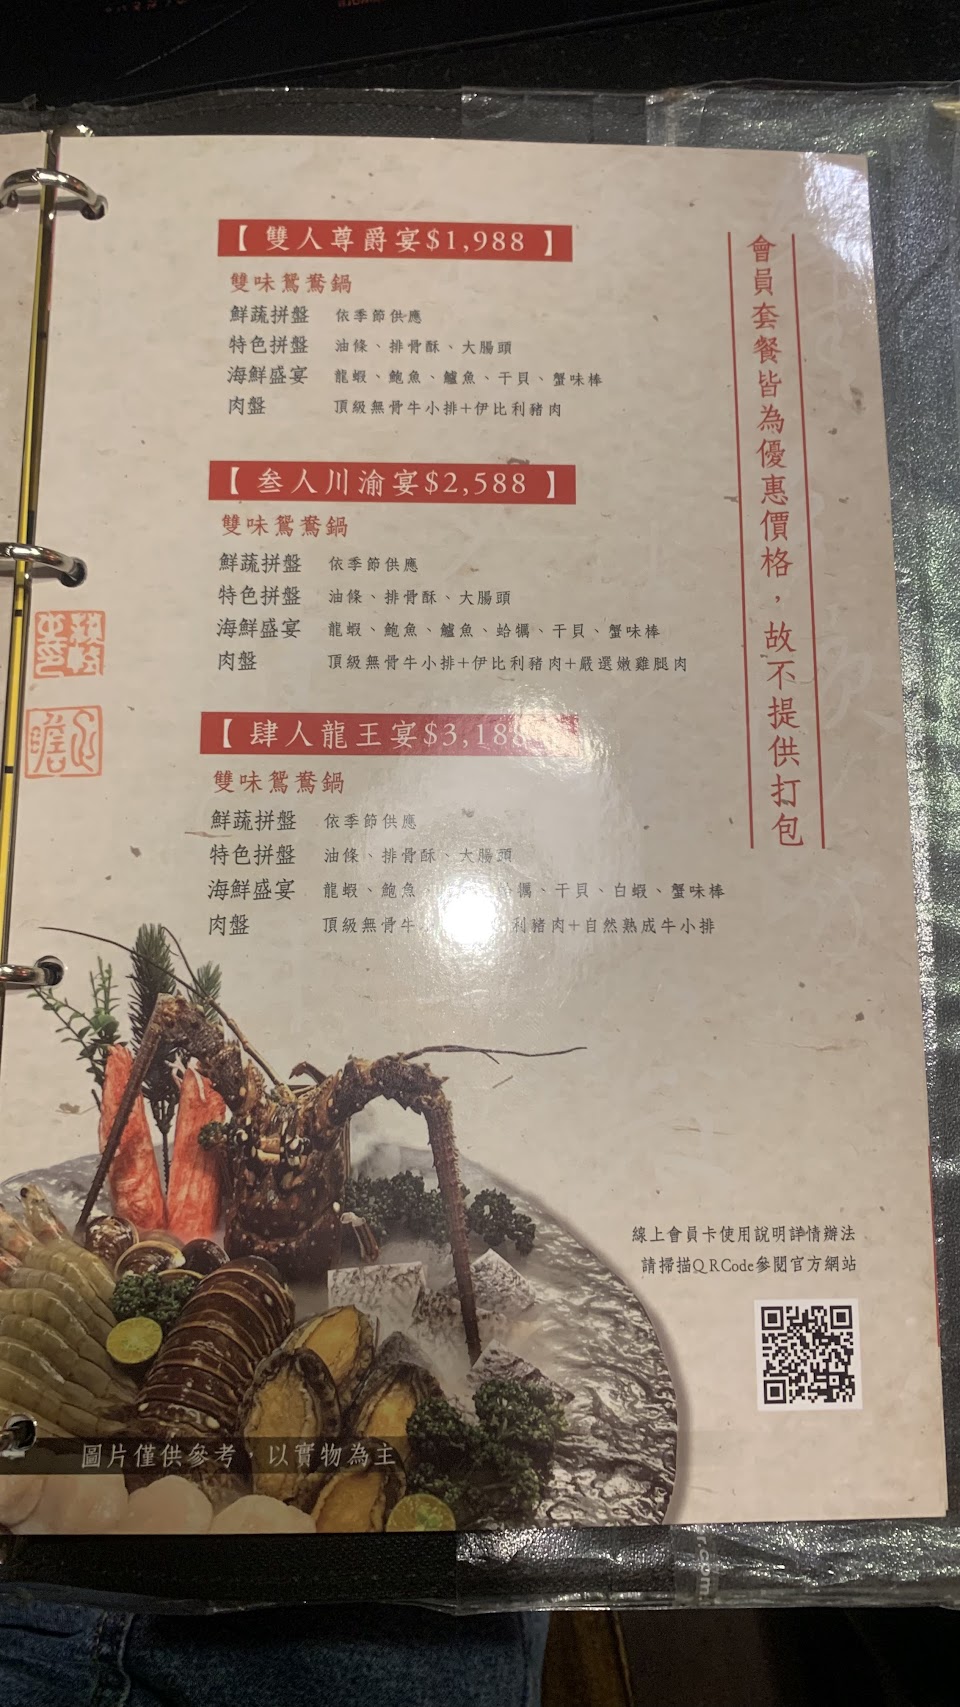 【 雙人尊爵宴$1,988 】
雙味鴛鴦鍋
鮮蔬拼盤 依季節供應
特色拼盤 油條、排骨酥、大腸頭
海鮮盛宴 龍蝦、鮑魚、鱸魚、干貝、蟹味棒
肉盤 頂級無骨牛小排+伊比利豬肉
【 叁人川渝宴$2,588 】
雙味鴛鴦鍋
鮮蔬拼盤 依季節供應
特色拼盤 油條、排骨酥、大腸頭
海鮮盛宴 龍蝦、鮑魚、鱸魚、蛤犡、干貝、蟹味棒
肉盤 頂級無骨牛小排+伊比利豬肉+嚴選嫩雞腿肉
【 肆人龍王宴$3,188
雙味鴛鴦鍋
鮮蔬拼盤 依季節供應
特色拼盤 油條、排骨酥、大腸頭
海鮮盛宴 龍蝦、鮑魚、干貝、白蝦、蟹味棒
肉盤 頂級無骨牛 利豬肉+自然熟成牛小排
會員套餐皆為優惠價格，故不提供打包
線上會員卡使用說明詳情辦法
請掃描QRCode參閱官方網站
圖片僅供參考，以實物為主
r.com